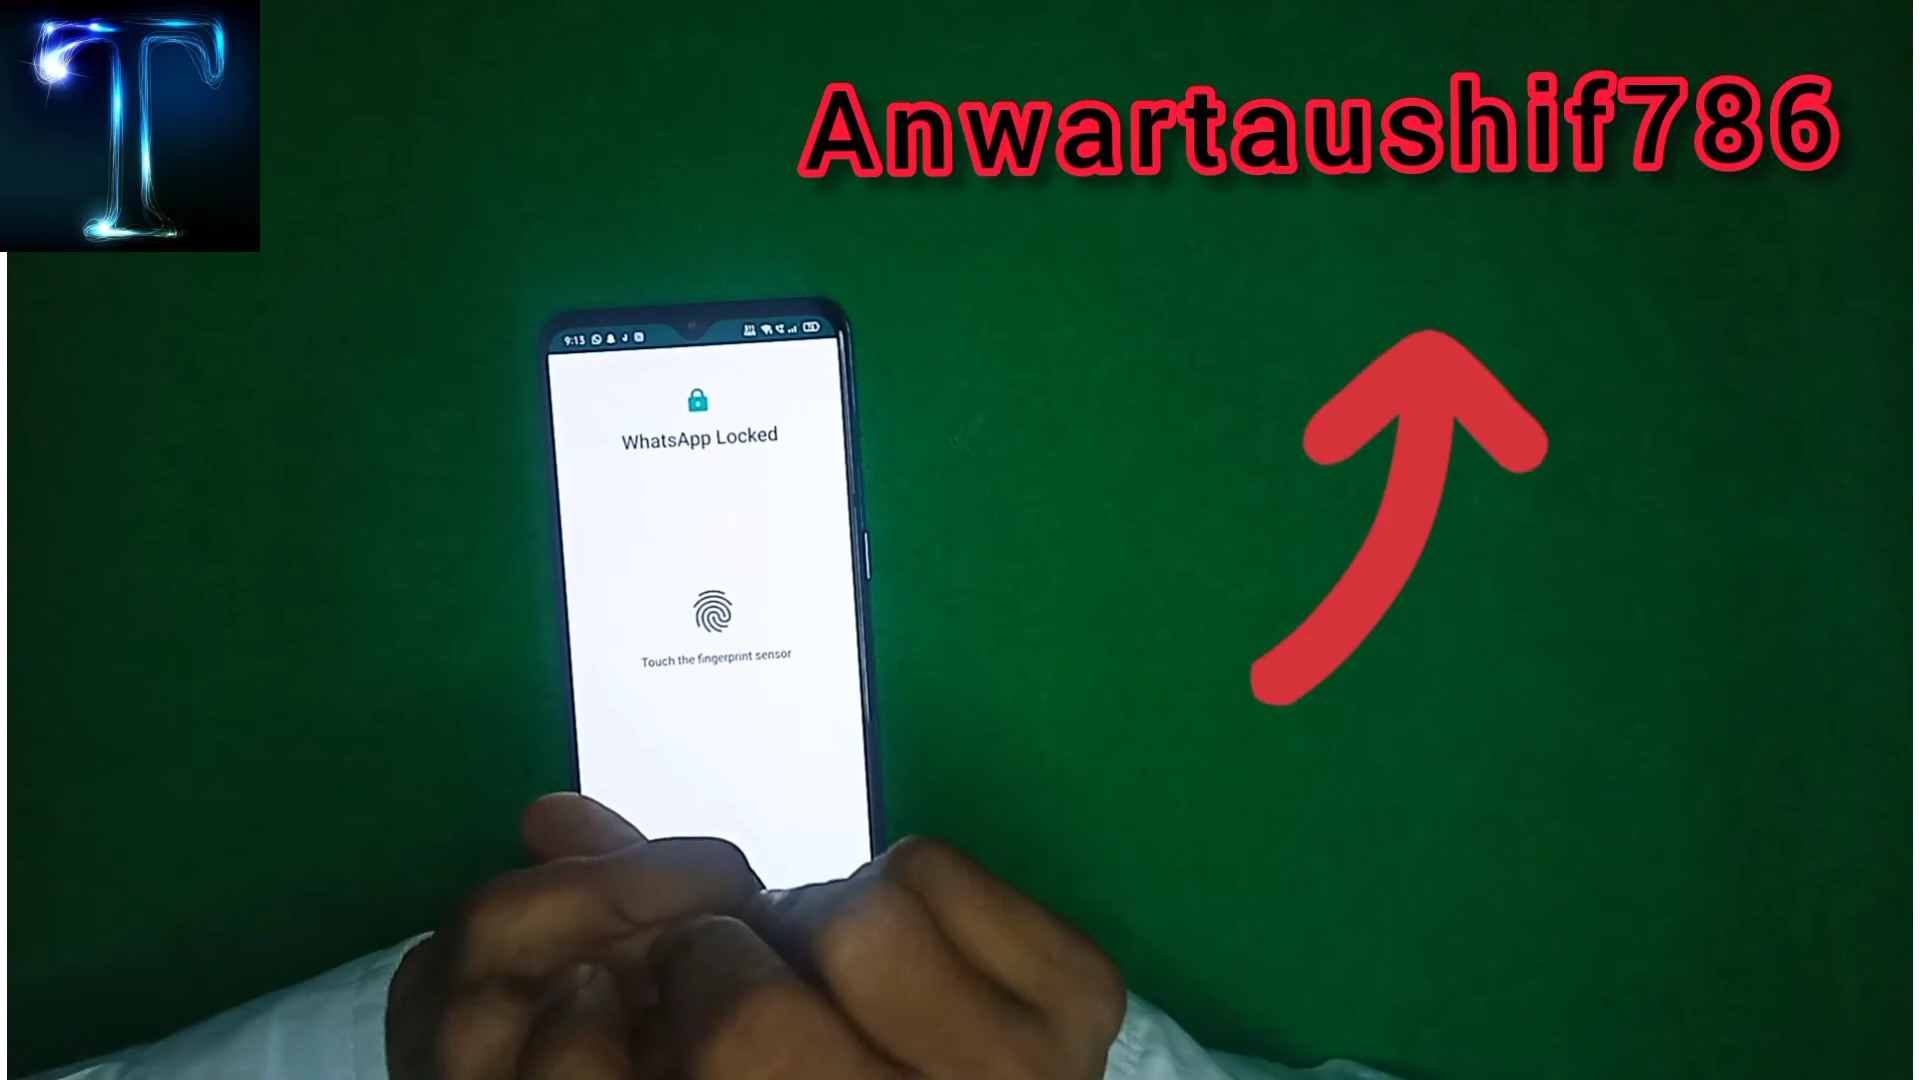 T
Anwartaushif786
9:13
WhatsApp Locked
Touch the fingerprint sensor